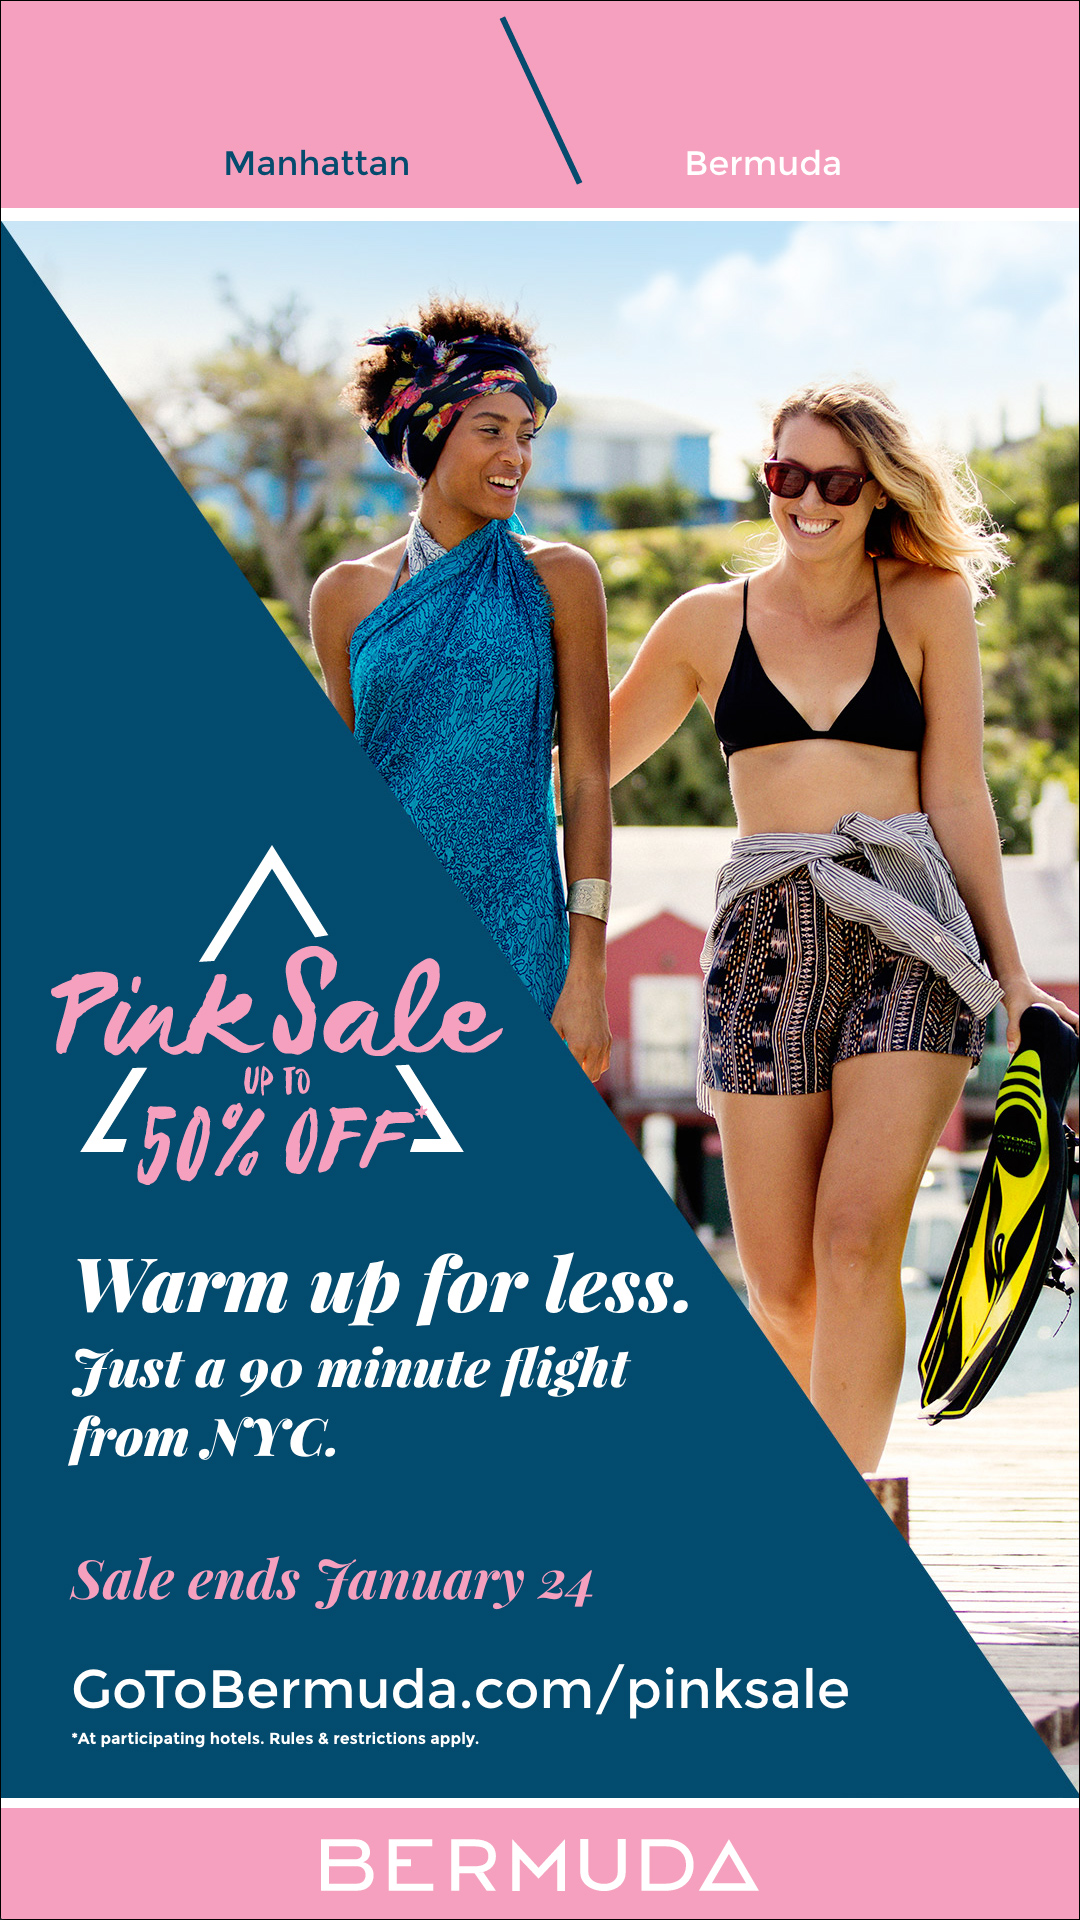 Manhattan
Bermuda
Pink Sale
UP TO
50% OFF*
Warm up for less.
Just a 90 minute flight
from NYC.
Sale ends January 24
GoToBermuda.com/pinksale
*At participating hotels. Rules & restrictions apply.
ATOMIC
BERMUDA